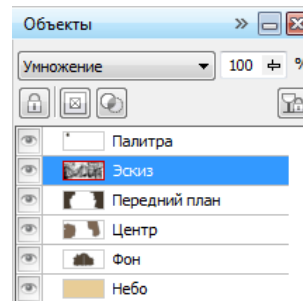 Объекты
Умножение 100 %
Палитра
Эскиз
Передний план
Центр
Фон
Небо